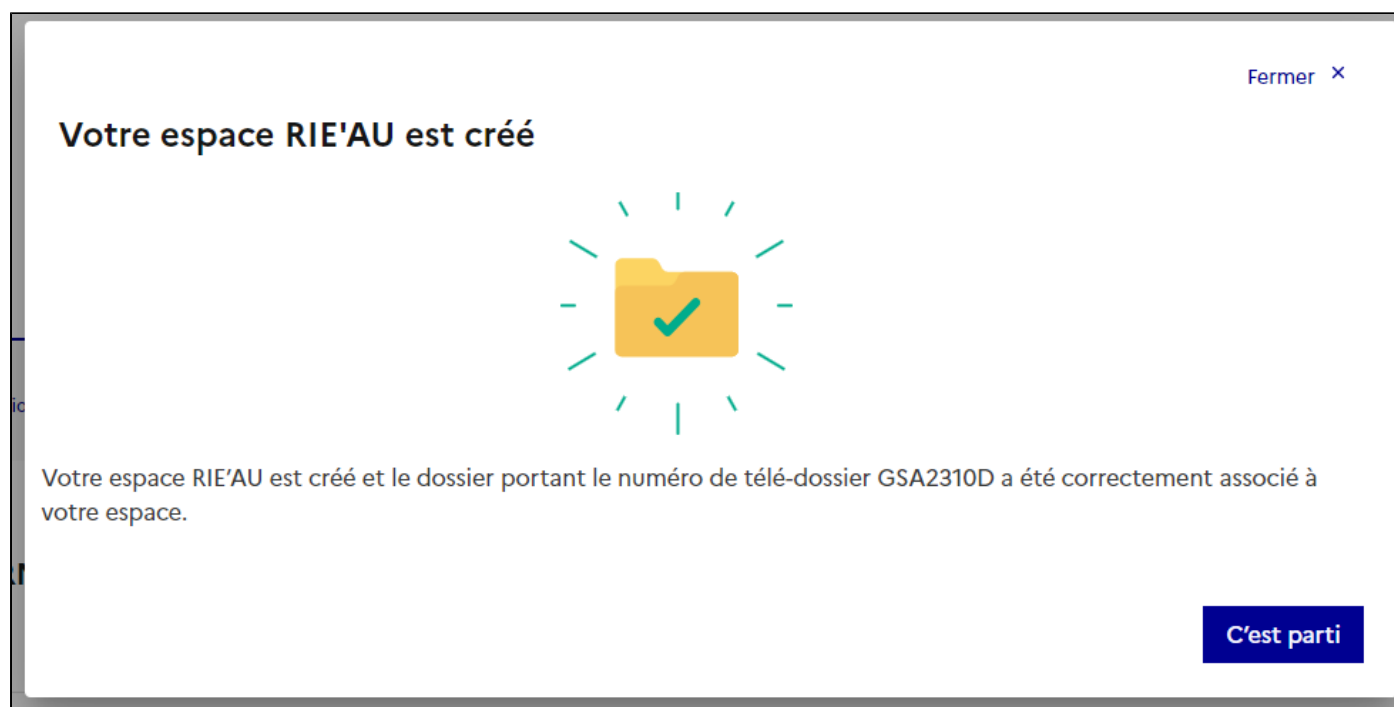 Fermer ×
Votre espace RIE'AU est créé
Votre espace RIE’AU est créé et le dossier portant le numéro de télé-dossier GSA2310D a été correctement associé à
votre espace.
C’est parti